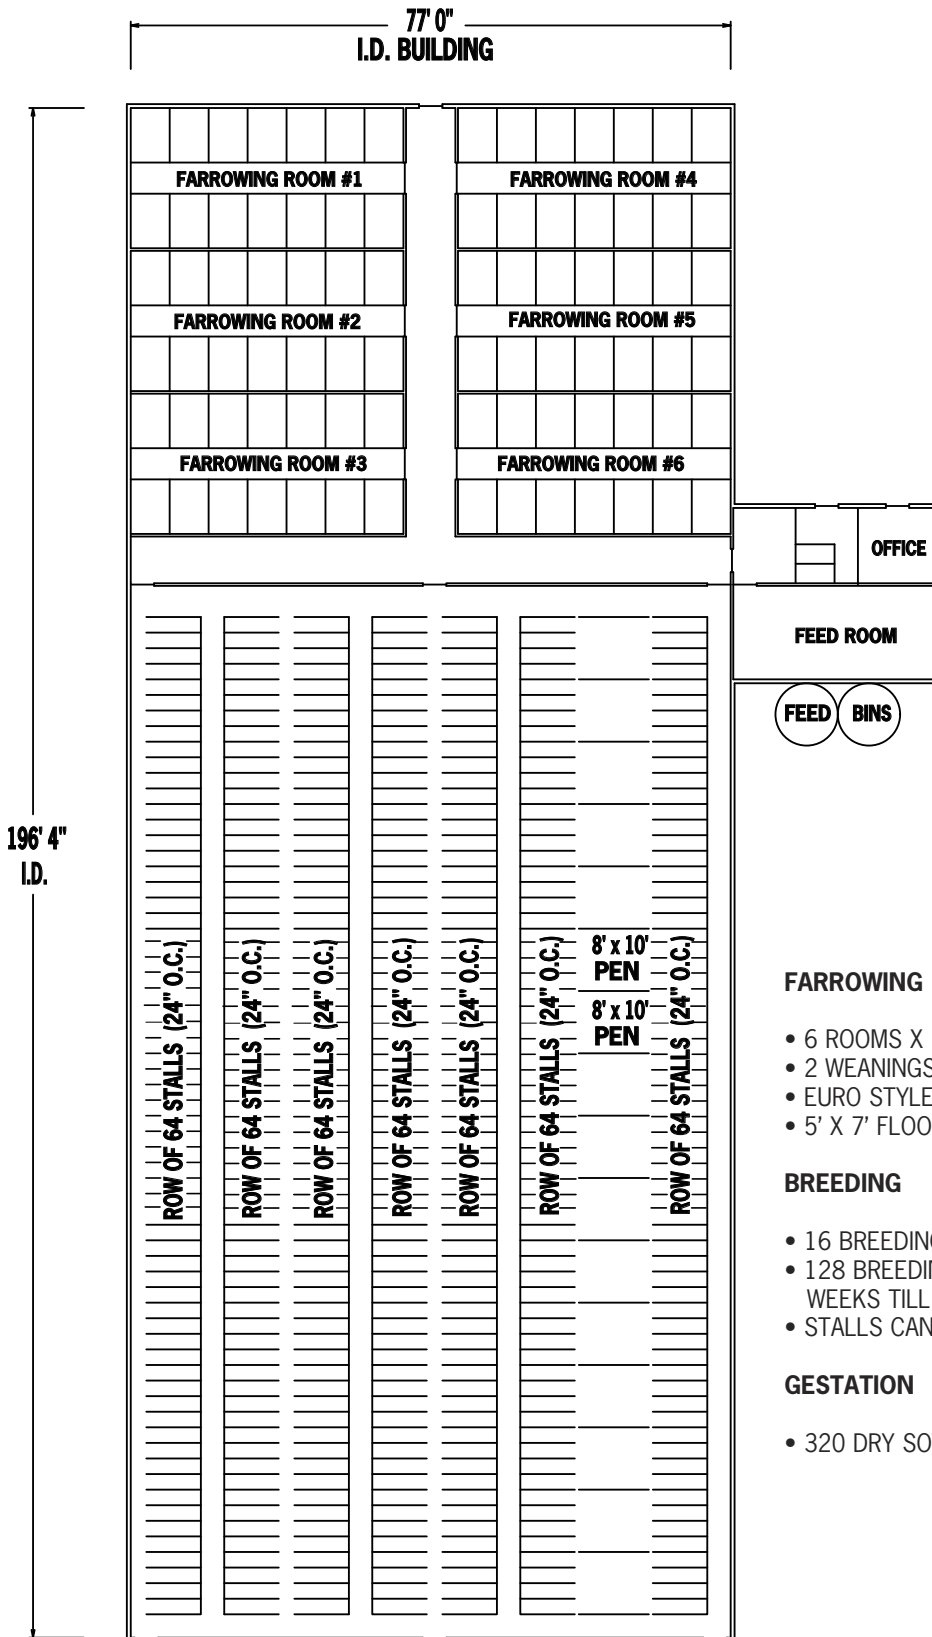 77' 0"
I.D. BUILDING
FARROWING ROOM #1
FARROWING ROOM #4
FARROWING ROOM #2
FARROWING ROOM #5
FARROWING ROOM #3
FARROWING ROOM #6
OFFICE
FEED ROOM
FEED
BINS
196' 4"
I.D.
ROW OF 64 STALLS (24" O.C.)
ROW OF 64 STALLS (24" O.C.)
ROW OF 64 STALLS (24" O.C.)
ROW OF 64 STALLS (24" O.C.)
ROW OF 64 STALLS (24" O.C.)
ROW OF 64 STALLS (24" O.C.)
8' x 10'
PEN
8' x 10'
PEN
ROW OF 64 STALLS (24" O.C.)
FARROWING
• 6 ROOMS X
• 2 WEANINGS
• EURO STYLE
• 5' X 7' FLOO
BREEDING
• 16 BREEDING
• 128 BREEDIN
WEEKS TILL
• STALLS CAN
GESTATION
• 320 DRY SO